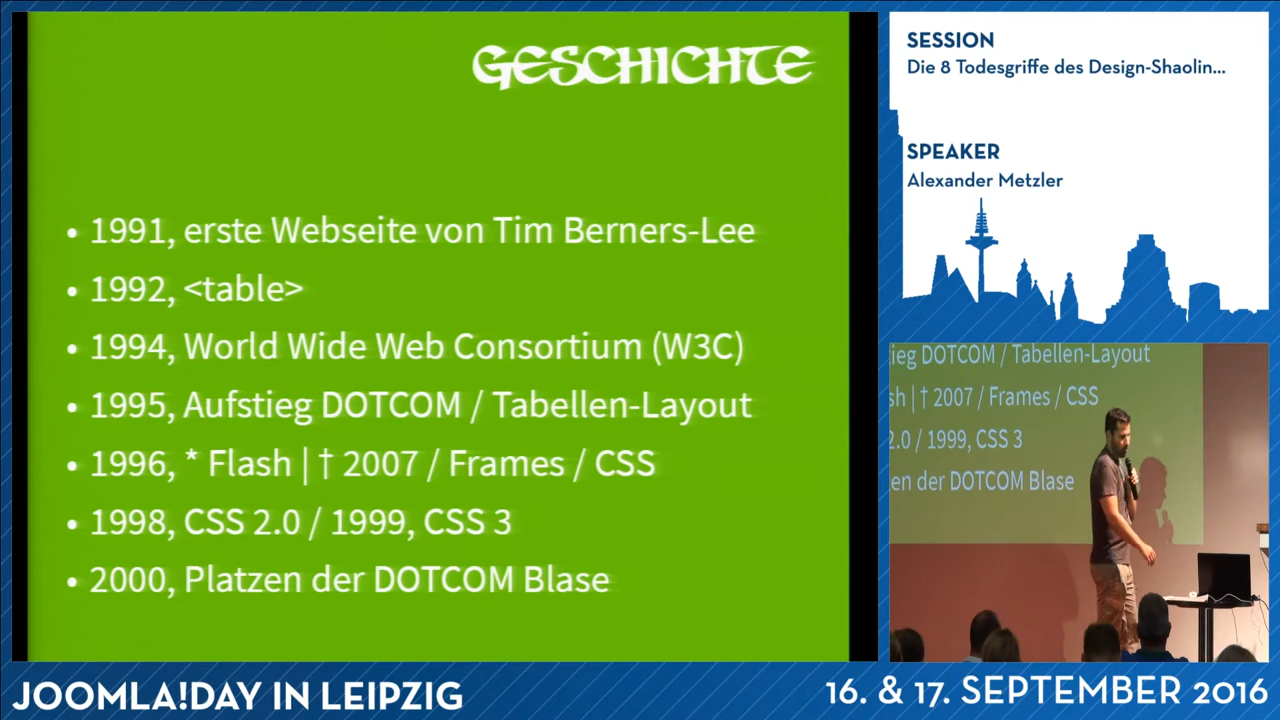 GESCHICHTE
• 1991, erste Webseite von Tim Berners-Lee
• 1992, <table>
• 1994, World Wide Web Consortium (W3C)
• 1995, Aufstieg DOTCOM / Tabellen-Layout
• 1996, * Flash | † 2007 / Frames / CSS
• 1998, CSS 2.0 / 1999, CSS 3
• 2000, Platzen der DOTCOM Blase
SESSION
Die 8 Todesgriffe des Design-Shaolin...
SPEAKER
Alexander Metzler
ieg DOTCOM / Tabellen-Layout
sh | † 2007 / Frames / CSS
2.0 / 1999, CSS 3
en der DOTCOM Blase
JOOMLA!DAY IN LEIPZIG
16. & 17. SEPTEMBER 2016